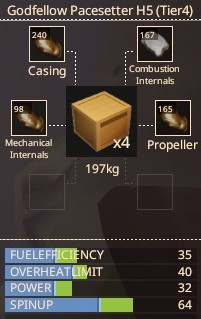 Godfellow Pacesetter H5 (Tier4)
240
167
Casing
Combustion
Internals
98
165
x4
Mechanical
Internals
Propeller
197kg
FUELEFFICIENCY 35
OVERHEATLIMIT 40
POWER 32
SPINUP 64